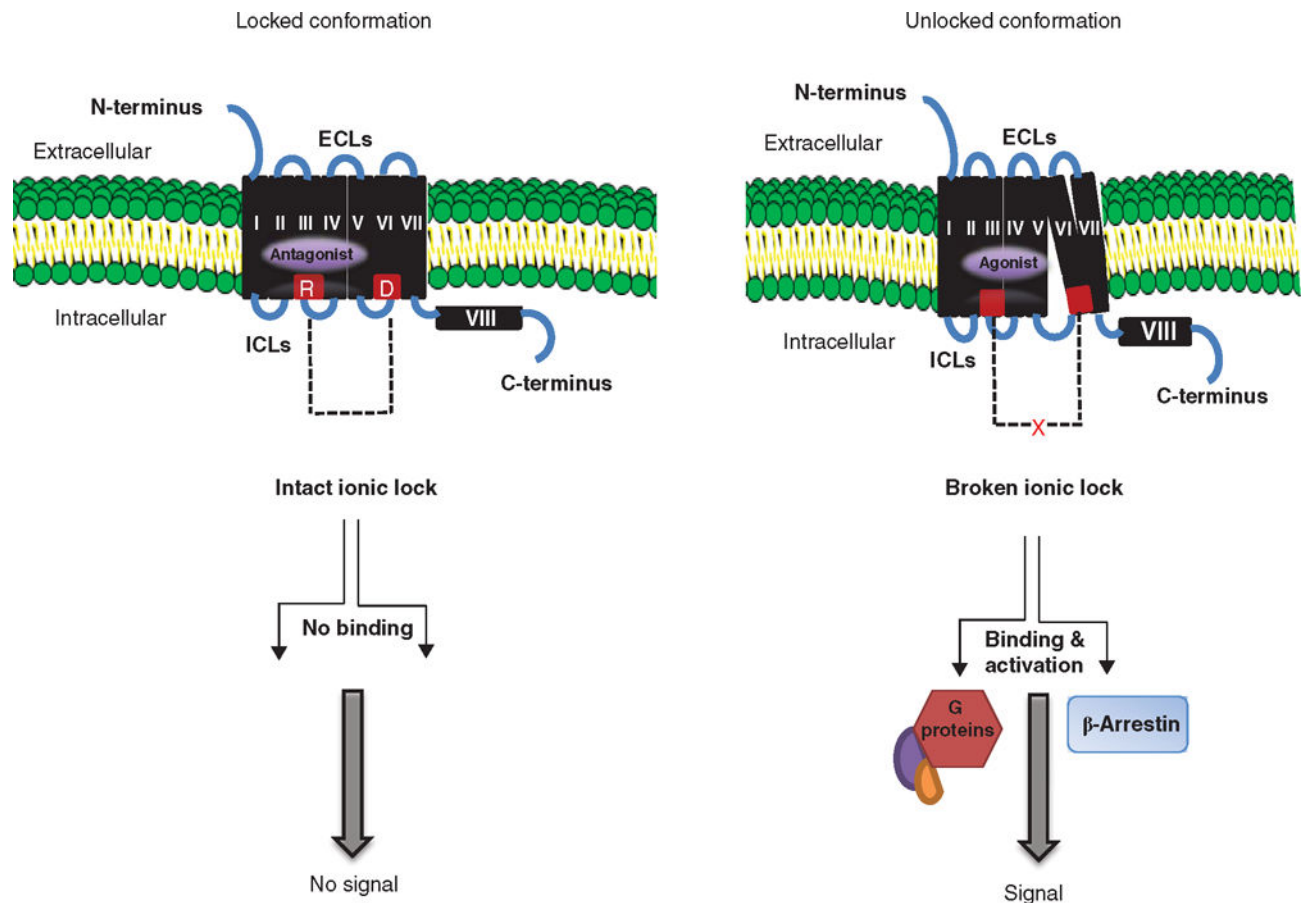 Locked conformation
N-terminus
ECLs
Extracellular
I II III IV V VI VII
Antagonist
R D
Intracellular
VIII
ICLs
C-terminus
Intact ionic lock
No binding
No signal
Unlocked conformation
N-terminus
ECLs
Extracellular
I II III IV V VI VII
Agonist
Intracellular
VIII
ICLs
C-terminus
X
Broken ionic lock
Binding &
activation
G
proteins
β-Arrestin
Signal